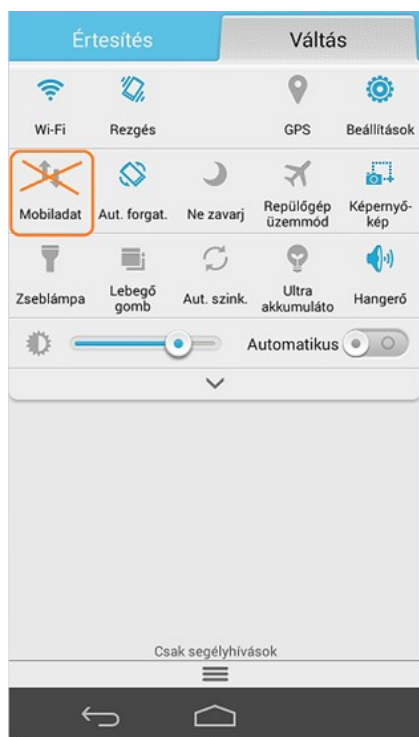 Értesítés
Váltás
Wi-Fi
Rezgés
GPS
Beállítások
Mobiladat
Aut. forgat.
Ne zavarj
Repülőgép
üzemmód
Képernyő-
kép
Zseblámpa
Lebegő
gomb
Aut. szink.
Ultra
akkumuláto
Hangerő
Automatikus
Csak segélyhívások